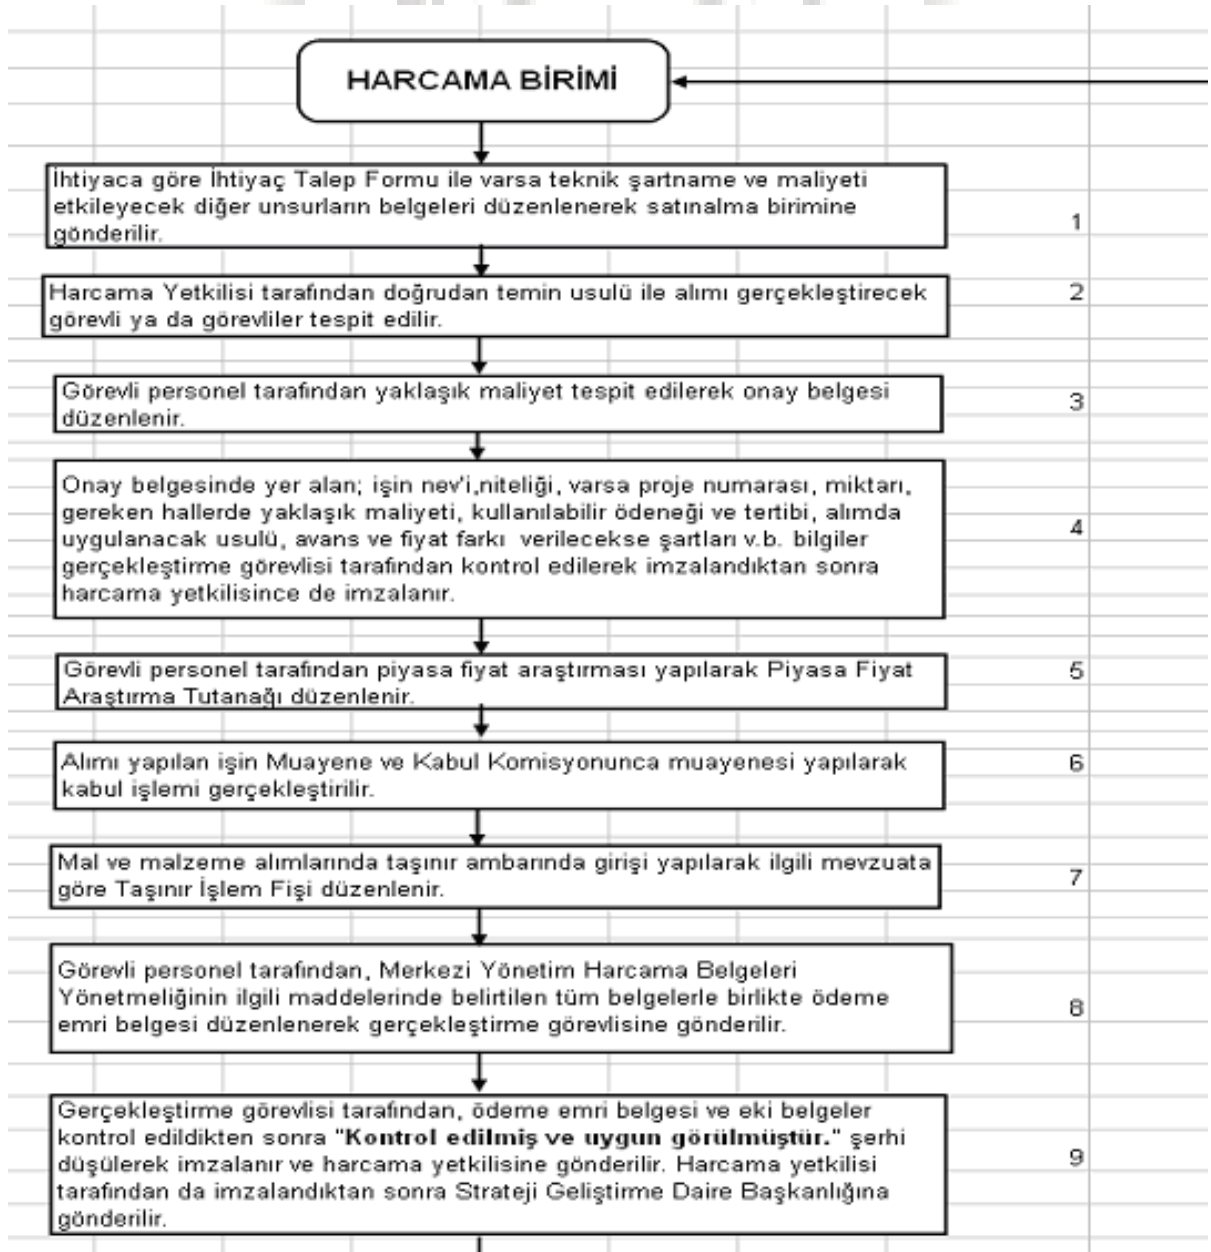 HARCAMA BİRİMİ
İhtiyaca göre İhtiyaç Talep Formu ile varsa teknik şartname ve maliyeti
etkileyecek diğer unsurların belgeleri düzenlenerek satınalma birimine
gönderilir.
1
Harcama Yetkilisi tarafından doğrudan temin usulü ile alımı gerçekleştirecek
görevli ya da görevliler tespit edilir.
2
Görevli personel tarafından yaklaşık maliyet tespit edilerek onay belgesi
düzenlenir.
3
Onay belgesinde yer alan; işin nev'i,niteliği, varsa proje numarası, miktarı,
gereken hallerde yaklaşık maliyeti, kullanılabilir ödeneği ve tertibi, alımda
uygulanacak usulü, avans ve fiyat farkı verilecekse şartları v.b. bilgiler
gerçekleştirme görevlisi tarafından kontrol edilerek imzalandıktan sonra
harcama yetkilisince de imzalanır.
4
Görevli personel tarafından piyasa fiyat araştırması yapılarak Piyasa Fiyat
Araştırma Tutanağı düzenlenir.
5
Alımı yapılan işin Muayene ve Kabul Komisyonunca muayenesi yapılarak
kabul işlemi gerçekleştirilir.
6
Mal ve malzeme alımlarında taşınır ambarında girişi yapılarak ilgili mevzuata
göre Taşınır İşlem Fişi düzenlenir.
7
Görevli personel tarafından, Merkezi Yönetim Harcama Belgeleri
Yönetmeliğinin ilgili maddelerinde belirtilen tüm belgelerle birlikte ödeme
emri belgesi düzenlenerek gerçekleştirme görevlisine gönderilir.
8
Gerçekleştirme görevlisi tarafından, ödeme emri belgesi ve eki belgeler
kontrol edildikten sonra "Kontrol edilmiş ve uygun görülmüştür." şerhi
düşülerek imzalanır ve harcama yetkilisine gönderilir. Harcama yetkilisi
tarafından da imzalandıktan sonra Strateji Geliştirme Daire Başkanlığına
gönderilir.
9